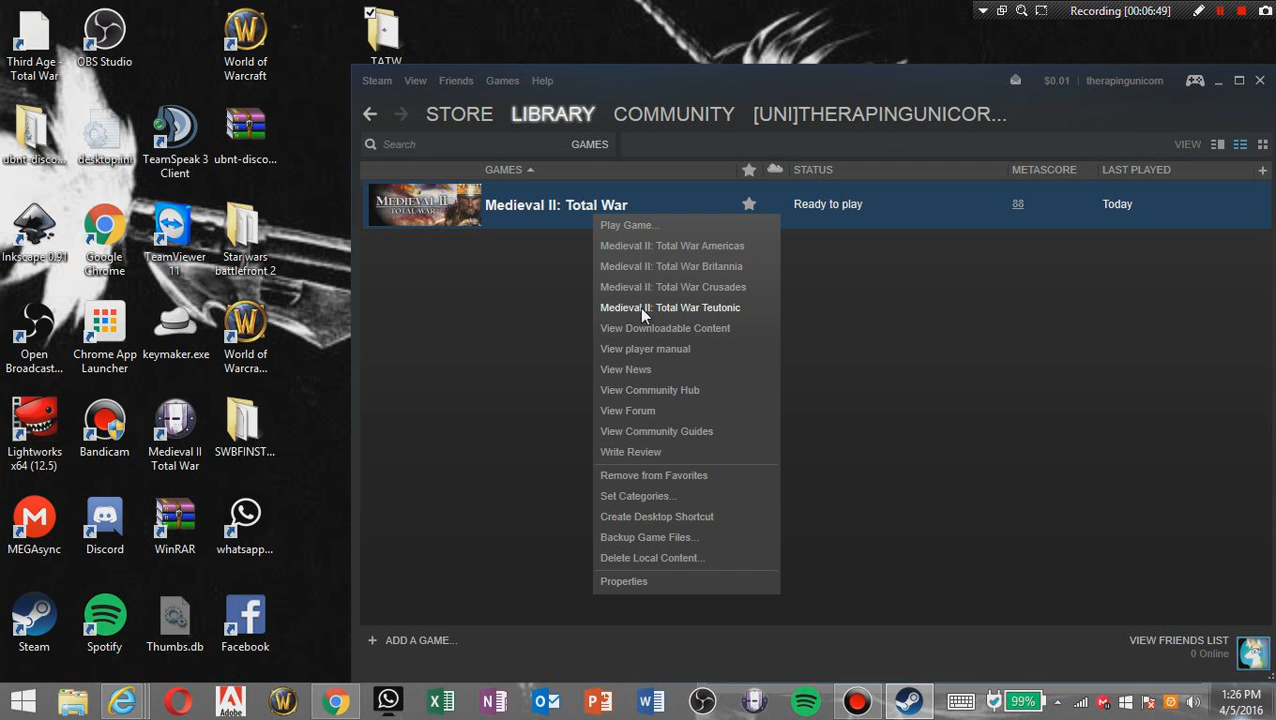 Recording [00:06:49]
Third Age -
Total War
OBS Studio
World of
Warcraft
TATW
ubnt-disco...
desktop.ini
TeamSpeak 3
Client
ubnt-disco...
Inkscape 0.91
Google
Chrome
TeamViewer
11
Star wars
battlefront 2
Open
Broadcast...
Chrome App
Launcher
keymaker.exe
World of
Warcra...
Lightworks
x64 (12.5)
Bandicam
Medieval II
Total War
SWBFINST...
MEGAsync
Discord
WinRAR
whatsapp...
Steam
Spotify
Thumbs.db
Facebook
Steam View Friends Games Help
$0.01 therapingunicorn
STORE LIBRARY COMMUNITY [UNI]THERAPINGUNICOR...
Search GAMES VIEW
GAMES STATUS METASCORE LAST PLAYED
MEDIEVAL II
TOTAL WAR
Medieval II: Total War Ready to play 88 Today
Play Game...
Medieval II: Total War Americas
Medieval II: Total War Britannia
Medieval II: Total War Crusades
Medieval II: Total War Teutonic
View Downloadable Content
View player manual
View News
View Community Hub
View Forum
View Community Guides
Write Review
Remove from Favorites
Set Categories...
Create Desktop Shortcut
Backup Game Files...
Delete Local Content...
Properties
+ ADD A GAME...
VIEW FRIENDS LIST
0 Online
Adobe
99%
1:26 PM
4/5/2016